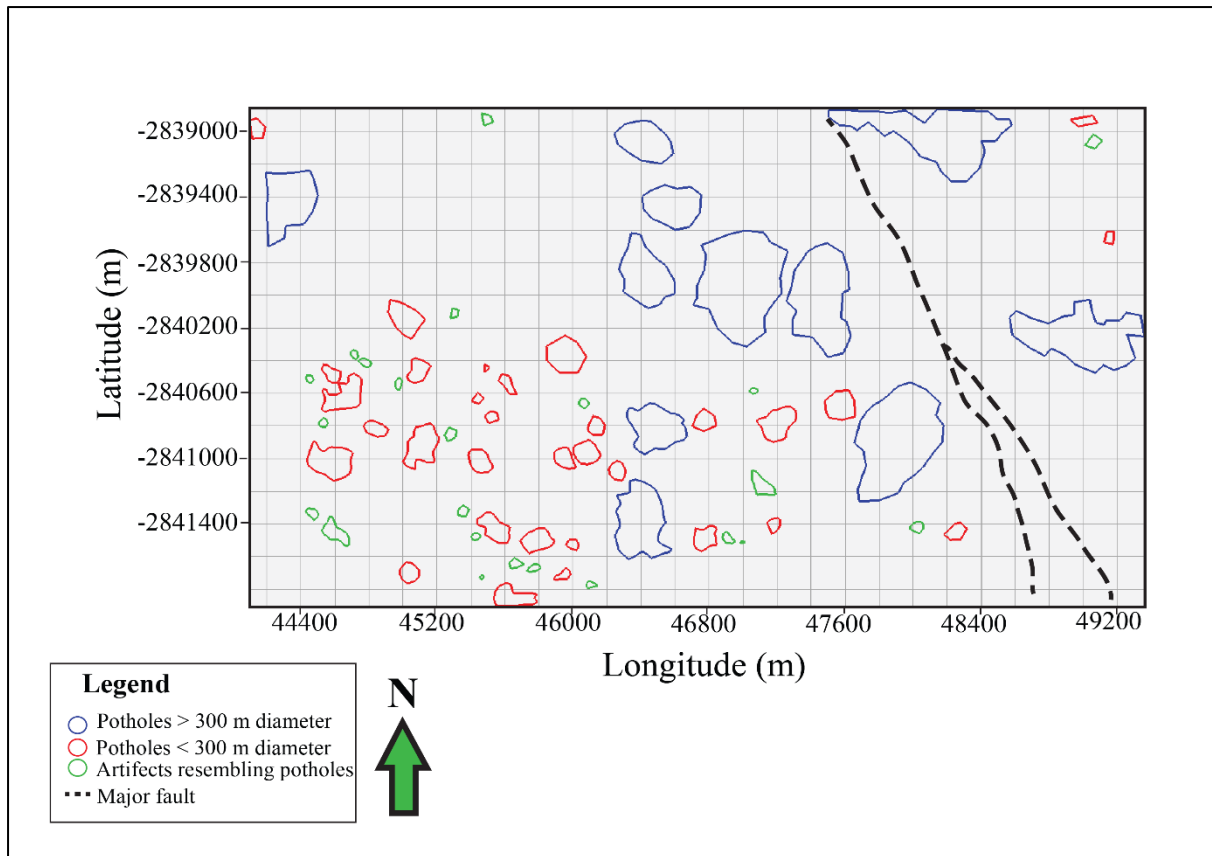 -2839000
-2839400
-2839800
-2840200
-2840600
-2841000
-2841400
Latitude (m)
44400 45200 46000 46800 47600 48400 49200
Longitude (m)
Legend
Potholes > 300 m diameter
Potholes < 300 m diameter
Artifects resembling potholes
Major fault
N